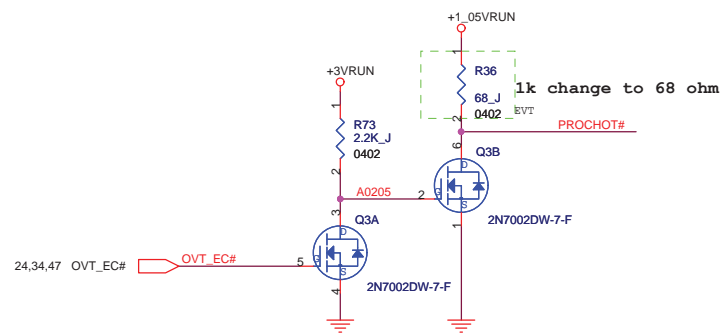 +1_05VRUN
1
R36
68_J
0402
2
1k change to 68 ohm
EVT
PROCHOT#
+3VRUN
1
R73
2.2K_J
0402
2
6
Q3B
D
G
S
2
1
2N7002DW-7-F
A0205
3
Q3A
D
G
S
5
4
2N7002DW-7-F
24,34,47 OVT_EC#
OVT_EC#